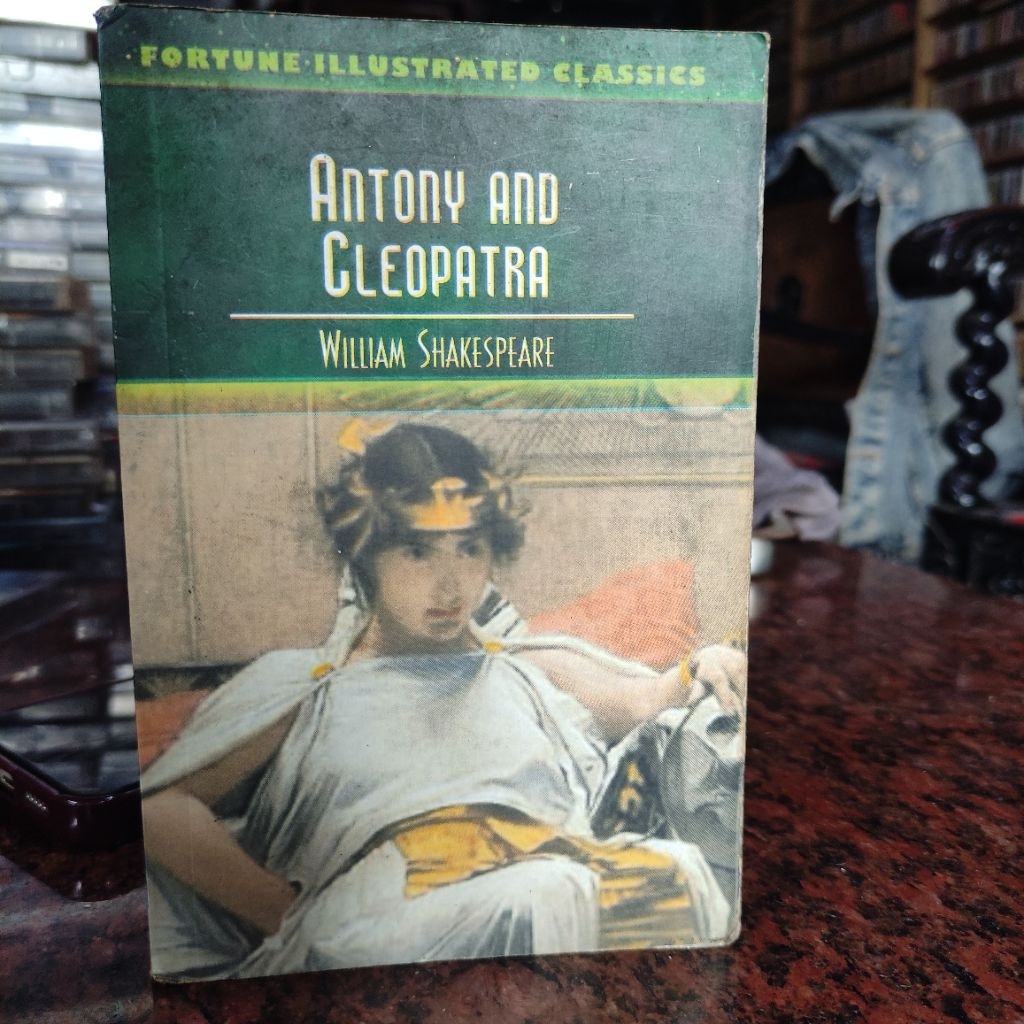 FORTUNE ILLUSTRATED CLASSICS
ANTONY AND
CLEOPATRA
WILLIAM SHAKESPEARE